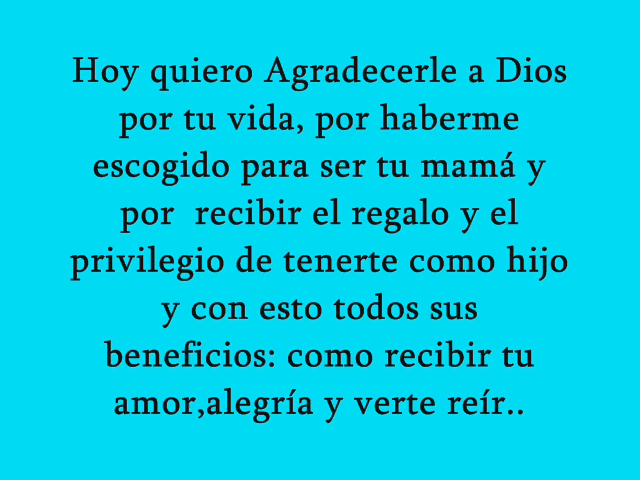 Hoy quiero Agradecerle a Dios
por tu vida, por haberme
escogido para ser tu mamá y
por  recibir el regalo y el
privilegio de tenerte como hijo
y con esto todos sus
beneficios: como recibir tu
amor,alegría y verte reír..